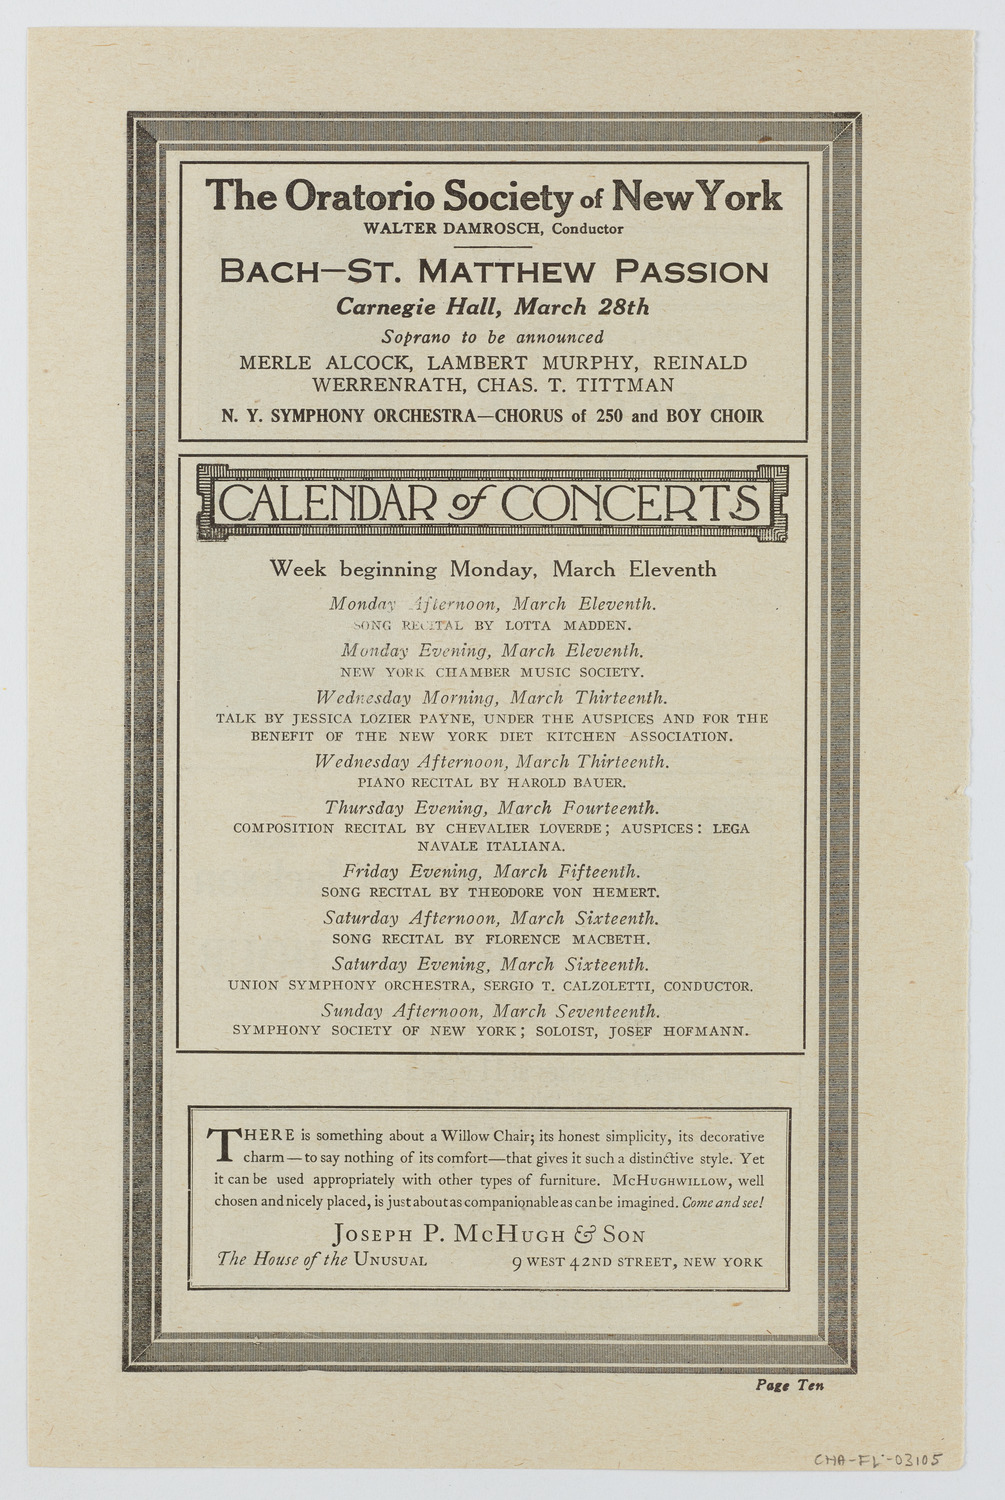 The Oratorio Society of New York
WALTER DAMROSCH, Conductor
BACH—ST. MATTHEW PASSION
Carnegie Hall, March 28th
Soprano to be announced
MERLE ALCOCK, LAMBERT MURPHY, REINALD
WERRENRATH, CHAS. T. TITTMAN
N. Y. SYMPHONY ORCHESTRA—CHORUS of 250 and BOY CHOIR
CALENDAR of CONCERTS
Week beginning Monday, March Eleventh
Monday Afternoon, March Eleventh.
SONG RECITAL BY LOTTA MADDEN.
Monday Evening, March Eleventh.
NEW YORK CHAMBER MUSIC SOCIETY.
Wednesday Morning, March Thirteenth.
TALK BY JESSICA LOZIER PAYNE, UNDER THE AUSPICES AND FOR THE
BENEFIT OF THE NEW YORK DIET KITCHEN ASSOCIATION.
Wednesday Afternoon, March Thirteenth.
PIANO RECITAL BY HAROLD BAUER.
Thursday Evening, March Fourteenth.
COMPOSITION RECITAL BY CHEVALIER LOVERDE; AUSPICES: LEGA
NAVALE ITALIANA.
Friday Evening, March Fifteenth.
SONG RECITAL BY THEODORE VON HEMERT.
Saturday Afternoon, March Sixteenth.
SONG RECITAL BY FLORENCE MACBETH.
Saturday Evening, March Sixteenth.
UNION SYMPHONY ORCHESTRA, SERGIO T. CALZOLETTI, CONDUCTOR.
Sunday Afternoon, March Seventeenth.
SYMPHONY SOCIETY OF NEW YORK; SOLOIST, JOSEF HOFMANN.
THERE is something about a Willow Chair; its honest simplicity, its decorative
charm—to say nothing of its comfort—that gives it such a distinctive style. Yet
it can be used appropriately with other types of furniture. McHUGHWILLOW, well
chosen and nicely placed, is just about as companionable as can be imagined. Come and see!
JOSEPH P. McHUGH & SON
The House of the UNUSUAL 9 WEST 42ND STREET, NEW YORK
Page Ten
CHA-FL-03105